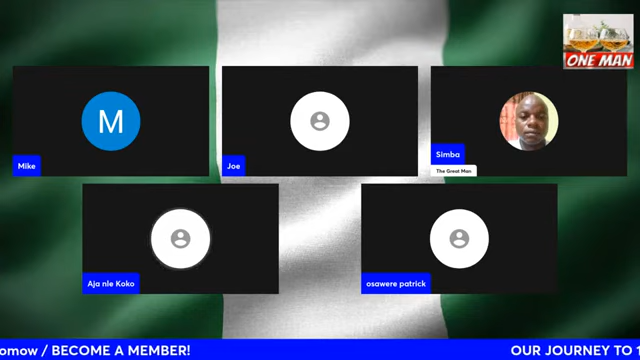 ONE MAN
M
Mike
Joe
Simba
The Great Man
Aja nle Koko
osawere patrick
omow / BECOME A MEMBER!
OUR JOURNEY TO 1